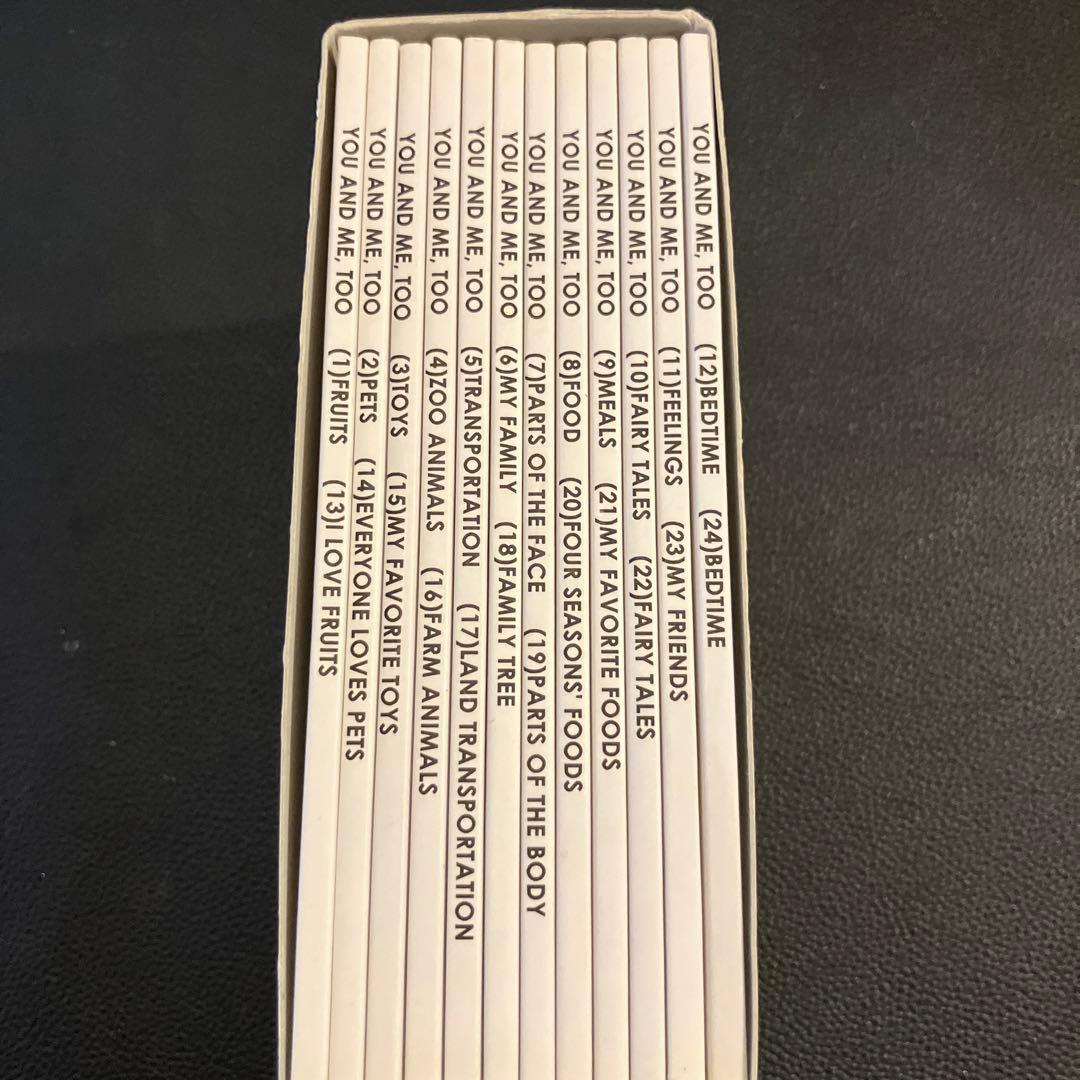 YOU AND ME, TOO (1)FRUITS (13)I LOVE FRUITS
YOU AND ME, TOO (2)PETS (14)EVERYONE LOVES PETS
YOU AND ME, TOO (3)TOYS (15)MY FAVORITE TOYS
YOU AND ME, TOO (4)ZOO ANIMALS (16)FARM ANIMALS
YOU AND ME, TOO (5)TRANSPORTATION (17)LAND TRANSPORTATION
YOU AND ME, TOO (6)MY FAMILY (18)FAMILY TREE
YOU AND ME, TOO (7)PARTS OF THE FACE (19)PARTS OF THE BODY
YOU AND ME, TOO (8)FOOD (20)FOUR SEASONS' FOODS
YOU AND ME, TOO (9)MEALS (21)MY FAVORITE FOODS
YOU AND ME, TOO (10)FAIRY TALES (22)FAIRY TALES
YOU AND ME, TOO (11)FEELINGS (23)MY FRIENDS
YOU AND ME, TOO (12)BEDTIME (24)BEDTIME